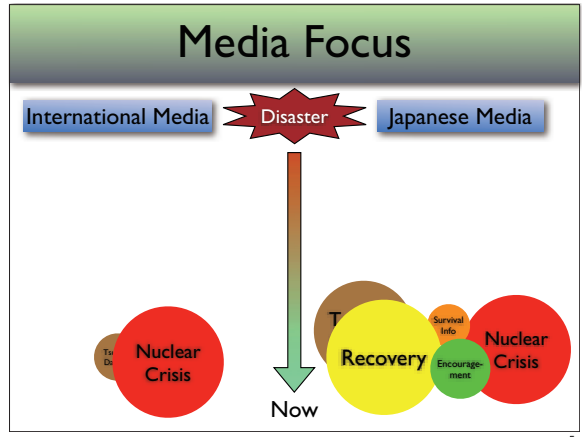 Media Focus
International Media
Disaster
Japanese Media
Nuclear
Crisis
Recovery
Survival
Info
Encourage-
ment
Nuclear
Crisis
Now